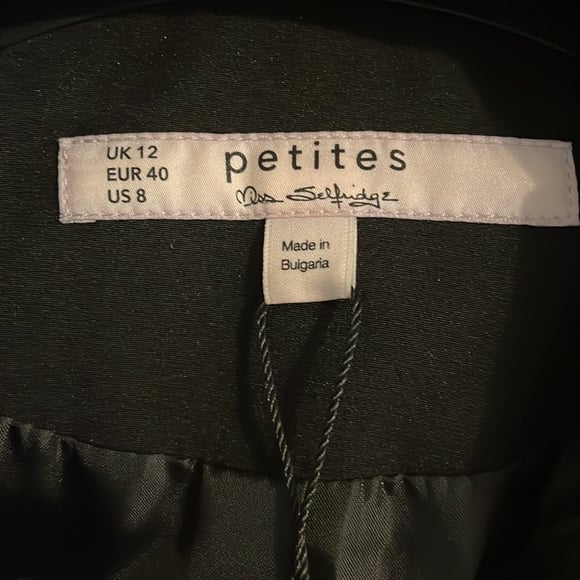 UK 12
EUR 40
US 8
petites
Miss Selfridge
Made in
Bulgaria